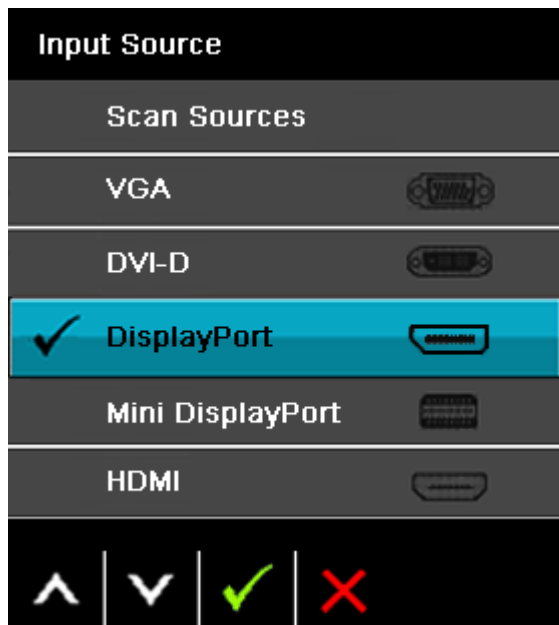 Input Source
Scan Sources
VGA
DVI-D
DisplayPort
Mini DisplayPort
HDMI